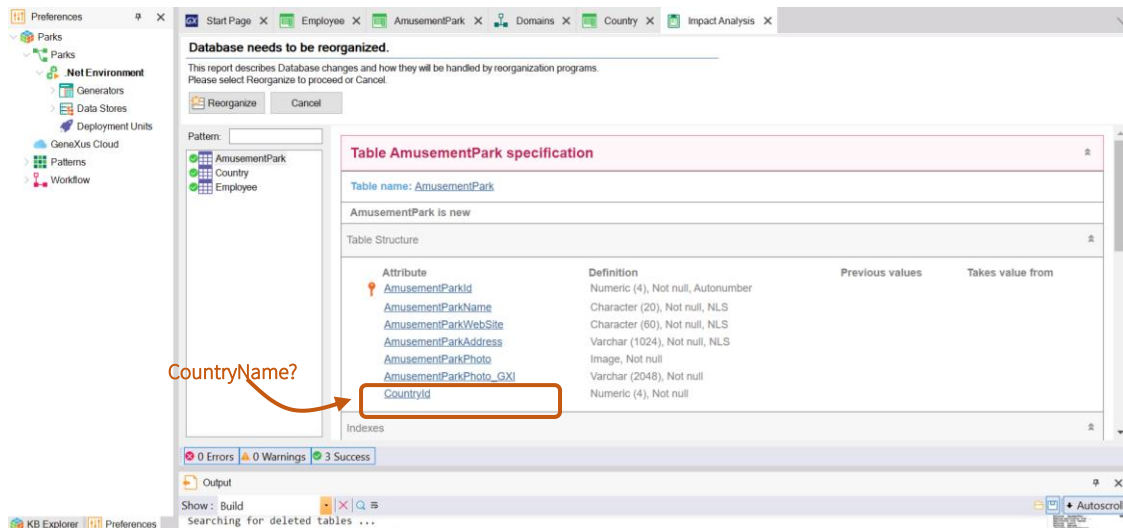 Preferences
Parks
Parks
.Net Environment
Generators
Data Stores
Deployment Units
GeneXus Cloud
Patterns
Workflow
KB Explorer Preferences
GX Start Page Employee AmusementPark Domains Country Impact Analysis
Database needs to be reorganized.
This report describes Database changes and how they will be handled by reorganization programs.
Please select Reorganize to proceed or Cancel.
Reorganize Cancel
Pattern:
AmusementPark
Country
Employee
Table AmusementPark specification
Table name: AmusementPark
AmusementPark is new
Table Structure
Attribute Definition Previous values Takes value from
AmusementParkId Numeric (4), Not null, Autonumber
AmusementParkName Character (20), Not null, NLS
AmusementParkWebSite Character (60), Not null, NLS
AmusementParkAddress Varchar (1024), Not null, NLS
AmusementParkPhoto Image, Not null
AmusementParkPhoto_GXI Varchar (2048), Not null
CountryId Numeric (4), Not null
CountryName?
Indexes
0 Errors 0 Warnings 3 Success
Output
Show: Build Autoscroll
Searching for deleted tables ...